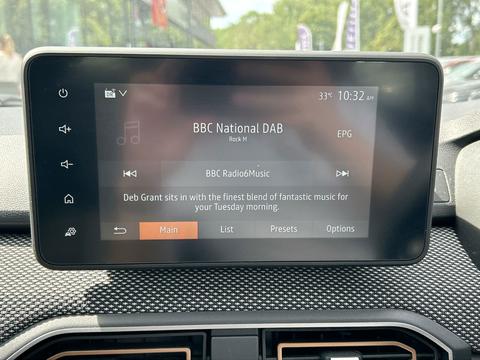 33°C 10:32 AM
BBC National DAB
Rock M
EPG
BBC Radio6Music
Deb Grant sits in with the finest blend of fantastic music for
your Tuesday morning.
Main List Presets Options